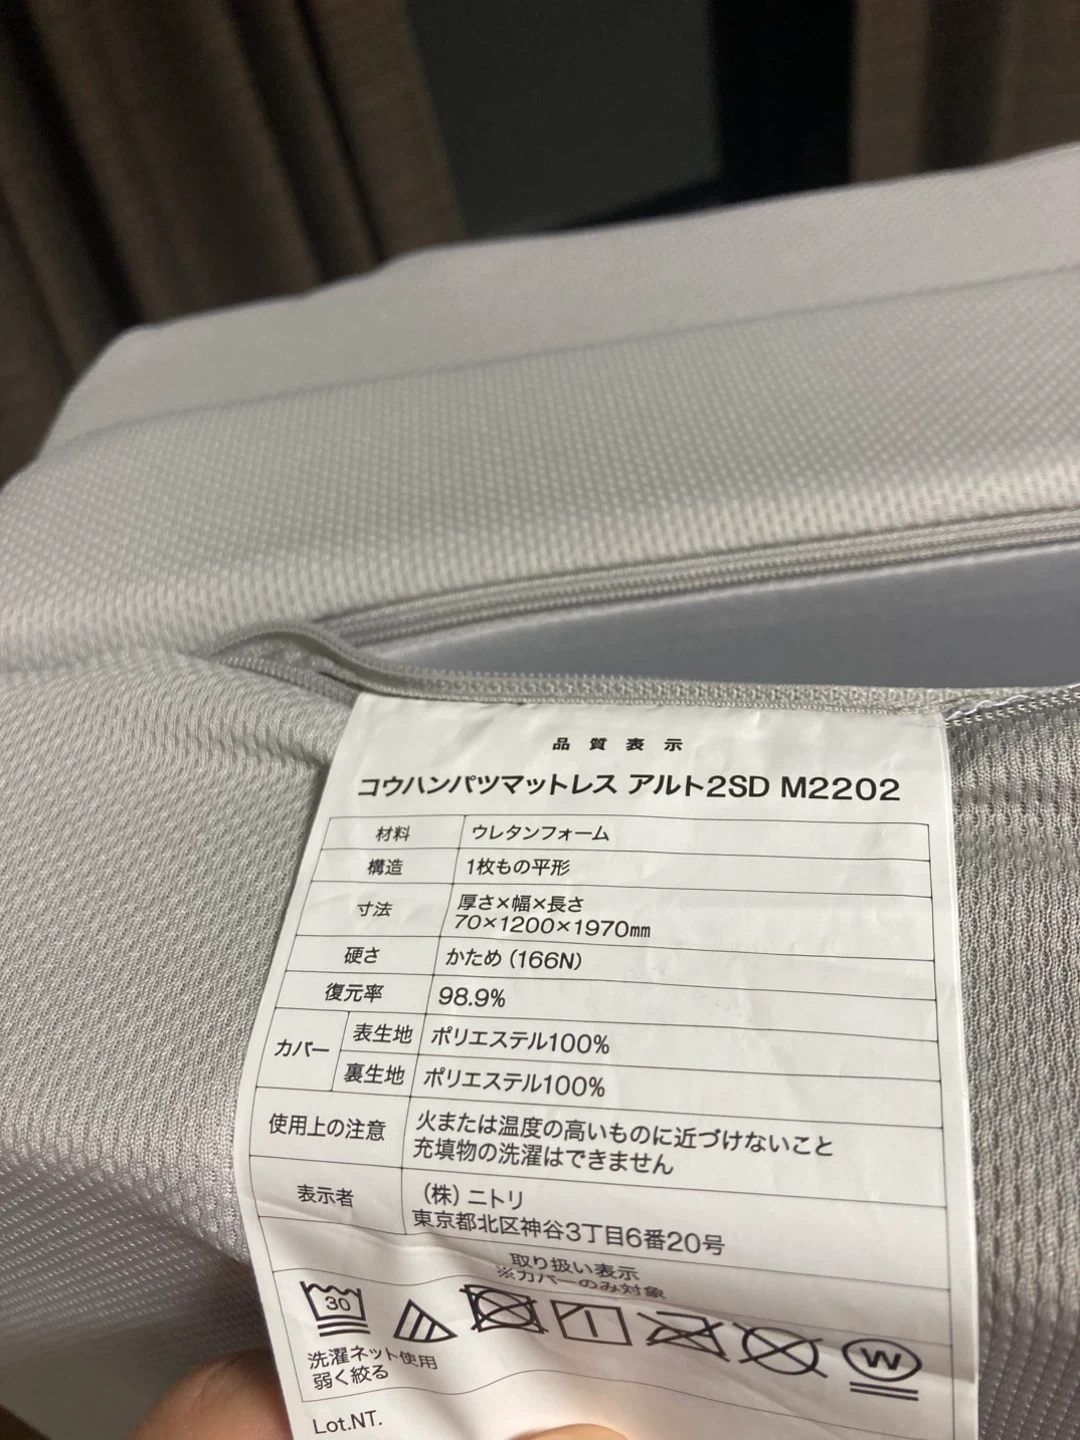 品質表示
コウハンパツマットレス アルト2SD M2202
材料 ウレタンフォーム
構造 1枚もの平形
寸法 厚さ×幅×長さ
70×1200×1970㎜
硬さ かため（166N）
復元率 98.9%
カバー 表生地 ポリエステル100%
裏生地 ポリエステル100%
使用上の注意 火または温度の高いものに近づけないこと
充填物の洗濯はできません
表示者 （株）ニトリ
東京都北区神谷3丁目6番20号
取り扱い表示
※カバーのみ対象
30
W
洗濯ネット使用
弱く絞る
Lot.NT.